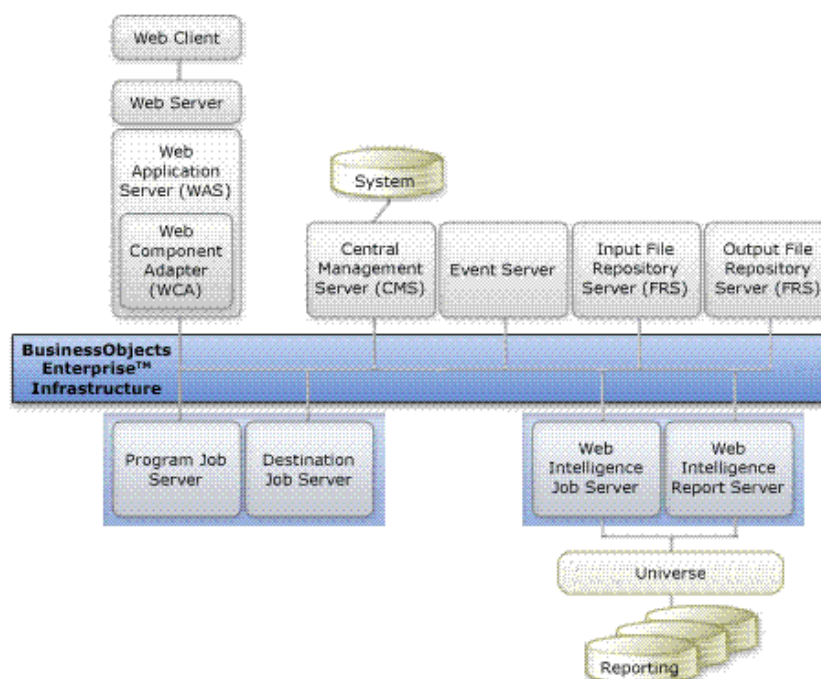 Web Client
Web Server
Web
Application
Server (WAS)
Web
Component
Adapter
(WCA)
System
Central
Management
Server (CMS)
Event Server
Input File
Repository
Server (FRS)
Output File
Repository
Server (FRS)
BusinessObjects
Enterprise™
Infrastructure
Program Job
Server
Destination
Job Server
Web
Intelligence
Job Server
Web
Intelligence
Report Server
Universe
Reporting